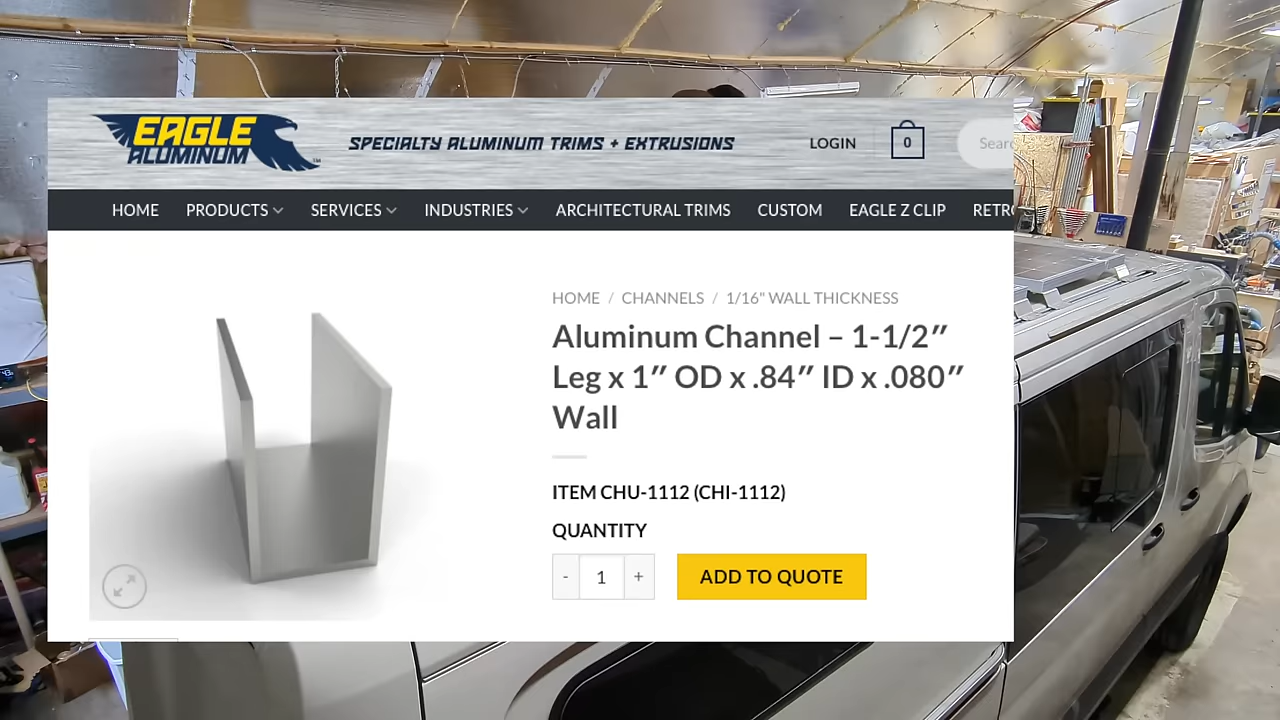 EAGLE
ALUMINUM
SPECIALTY ALUMINUM TRIMS + EXTRUSIONS
LOGIN
0
Sear
HOME PRODUCTS SERVICES INDUSTRIES ARCHITECTURAL TRIMS CUSTOM EAGLE Z CLIP RETRO
HOME / CHANNELS / 1/16" WALL THICKNESS
Aluminum Channel – 1-1/2″
Leg x 1″ OD x .84″ ID x .080″
Wall
ITEM CHU-1112 (CHI-1112)
QUANTITY
- 1 + ADD TO QUOTE